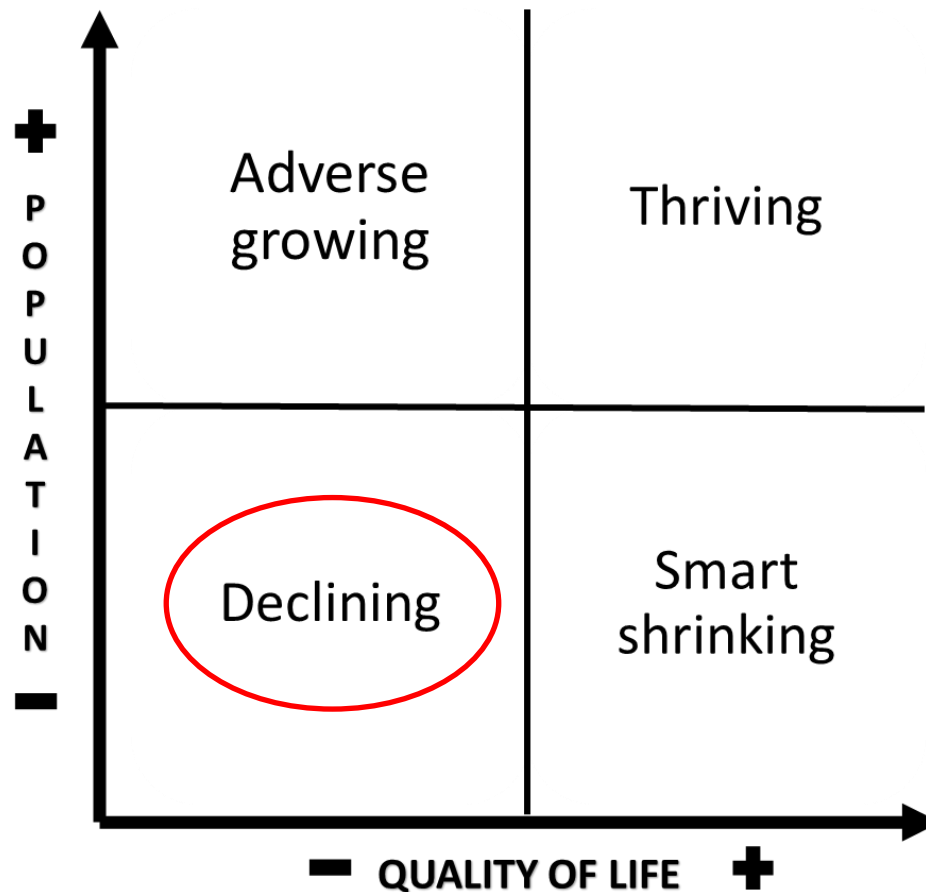 Adverse
growing
Thriving
+
POPULATION
-
Declining
Smart
shrinking
- QUALITY OF LIFE +